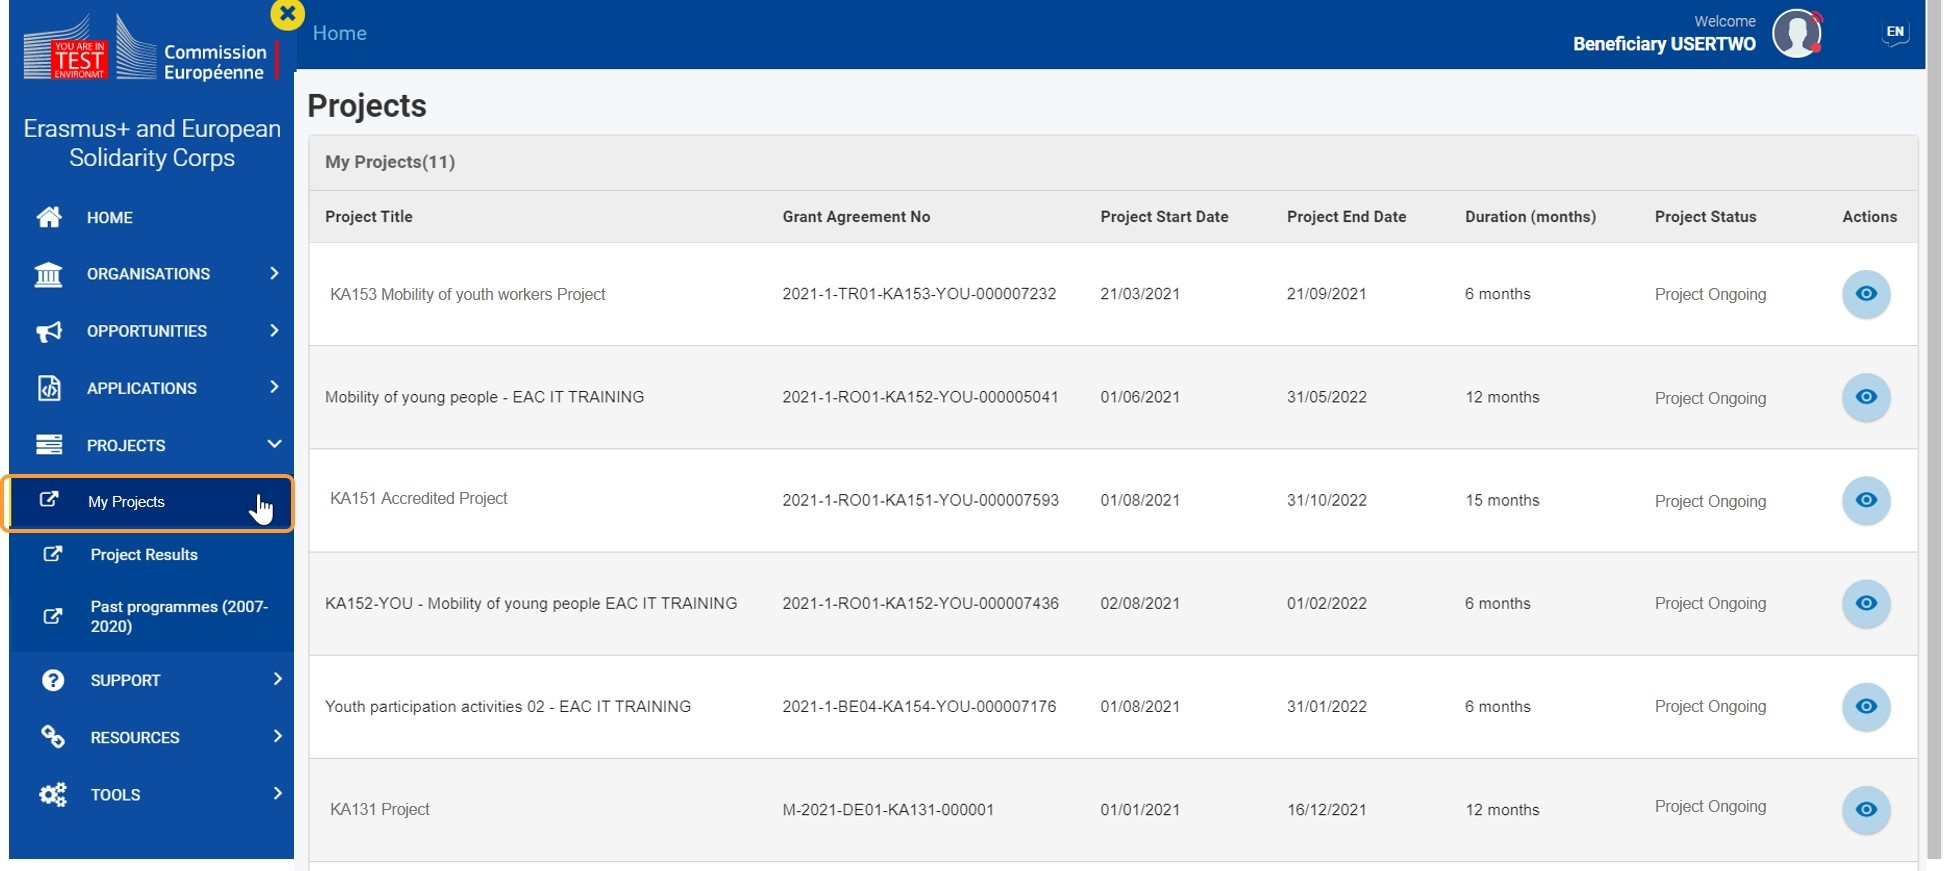 YOU ARE IN
TEST
ENVIRONMT
Commission
Européenne
Erasmus+ and European
Solidarity Corps
HOME
ORGANISATIONS
OPPORTUNITIES
APPLICATIONS
PROJECTS
My Projects
Project Results
Past programmes (2007-
2020)
SUPPORT
RESOURCES
TOOLS
Home
Welcome
Beneficiary USERTWO
EN
Projects
My Projects(11)
Project Title Grant Agreement No Project Start Date Project End Date Duration (months) Project Status Actions
KA153 Mobility of youth workers Project 2021-1-TR01-KA153-YOU-000007232 21/03/2021 21/09/2021 6 months Project Ongoing
Mobility of young people - EAC IT TRAINING 2021-1-RO01-KA152-YOU-000005041 01/06/2021 31/05/2022 12 months Project Ongoing
KA151 Accredited Project 2021-1-RO01-KA151-YOU-000007593 01/08/2021 31/10/2022 15 months Project Ongoing
KA152-YOU - Mobility of young people EAC IT TRAINING 2021-1-RO01-KA152-YOU-000007436 02/08/2021 01/02/2022 6 months Project Ongoing
Youth participation activities 02 - EAC IT TRAINING 2021-1-BE04-KA154-YOU-000007176 01/08/2021 31/01/2022 6 months Project Ongoing
KA131 Project M-2021-DE01-KA131-000001 01/01/2021 16/12/2021 12 months Project Ongoing